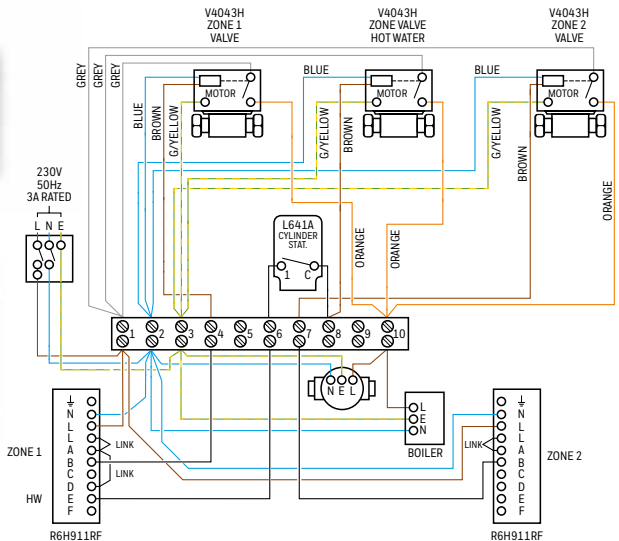 V4043H
ZONE 1
VALVE
V4043H
ZONE VALVE
HOT WATER
V4043H
ZONE 2
VALVE
GREY
GREY
GREY
BLUE
BROWN
G/YELLOW
MOTOR
BLUE
G/YELLOW
BROWN
MOTOR
BLUE
G/YELLOW
BROWN
MOTOR
ORANGE
ORANGE
ORANGE
230V
50Hz
3A RATED
L N E
L641A
CYLINDER
STAT.
1 C
1 2 3 4 5 6 7 8 9 10
N E L
L
E
N
BOILER
ZONE 1
HW
N
L
L
A
B
C
D
E
F
LINK
LINK
R6H911RF
N
L
L
A
B
C
D
E
F
LINK
ZONE 2
R6H911RF